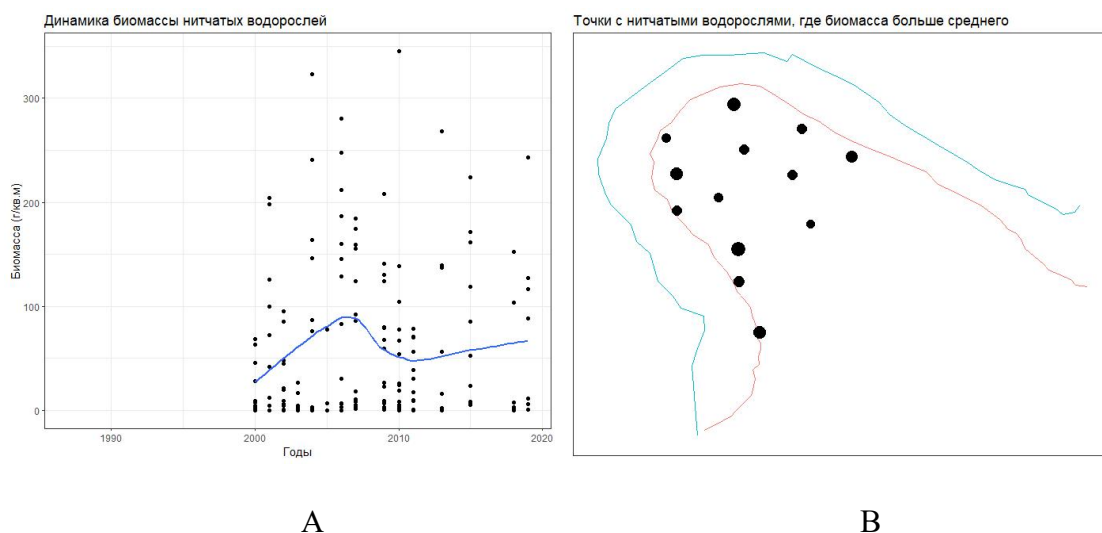 Динамика биомассы нитчатых водорослей
Точки с нитчатыми водорослями, где биомасса больше среднего
Биомасса (г/кв.м)
300
200
100
0
1990
2000
2010
2020
Годы
А
В